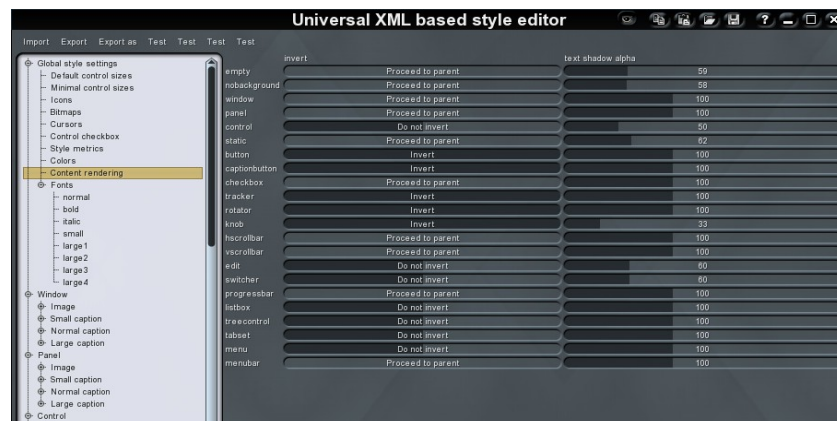 Universal XML based style editor
Import Export Export as Test Test Test Test
Global style settings
Default control sizes
Minimal control sizes
Icons
Bitmaps
Cursors
Control checkbox
Style metrics
Colors
Content rendering
Fonts
normal
bold
italic
small
large1
large2
large3
large4
Window
Image
Small caption
Normal caption
Large caption
Panel
Image
Small caption
Normal caption
Large caption
Control
invert text shadow alpha
empty Proceed to parent 59
nobackground Proceed to parent 58
window Proceed to parent 100
panel Proceed to parent 100
control Do not invert 50
static Proceed to parent 62
button Invert 100
captionbutton Invert 100
checkbox Proceed to parent 100
tracker Invert 100
rotator Invert 100
knob Invert 33
hscrollbar Proceed to parent 100
vscrollbar Proceed to parent 100
edit Do not invert 60
switcher Do not invert 60
progressbar Proceed to parent 100
listbox Do not invert 100
treecontrol Do not invert 100
tabset Do not invert 100
menu Do not invert 100
menubar Proceed to parent 100